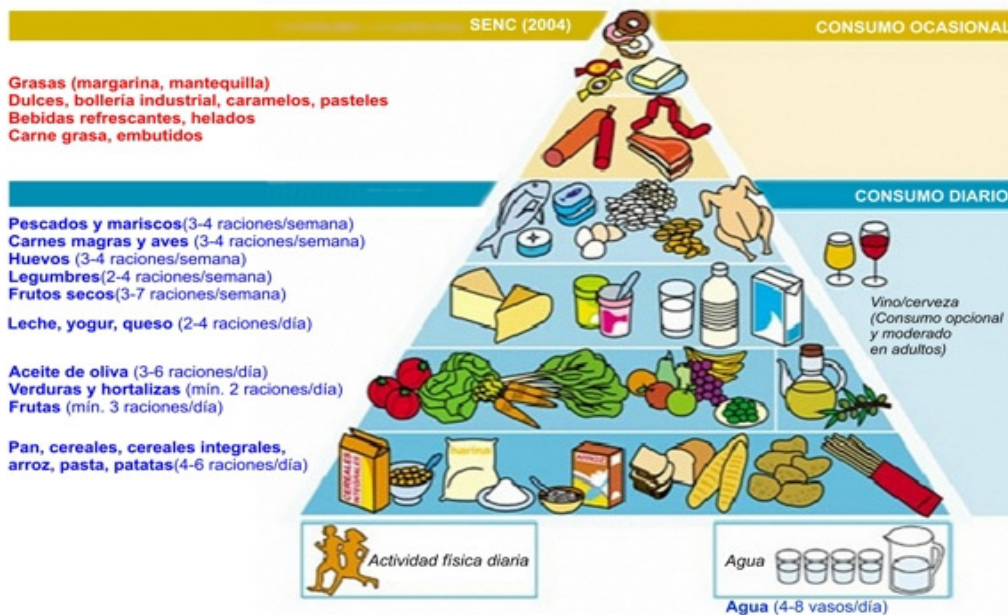 SENC (2004)
CONSUMO OCASIONAL
Grasas (margarina, mantequilla)
Dulces, bollería industrial, caramelos, pasteles
Bebidas refrescantes, helados
Carne grasa, embutidos
CONSUMO DIARIO
Pescados y mariscos(3-4 raciones/semana)
Carnes magras y aves (3-4 raciones/semana)
Huevos (3-4 raciones/semana)
Legumbres(2-4 raciones/semana)
Frutos secos(3-7 raciones/semana)
Leche, yogur, queso (2-4 raciones/día)
Vino/cerveza
(Consumo opcional
y moderado
en adultos)
Aceite de oliva (3-6 raciones/día)
Verduras y hortalizas (mín. 2 raciones/día)
Frutas (mín. 3 raciones/día)
Pan, cereales, cereales integrales,
arroz, pasta, patatas(4-6 raciones/día)
CEREALES
INTEGRALES
harina
ARROZ
Actividad física diaria
Agua
Agua (4-8 vasos/día)